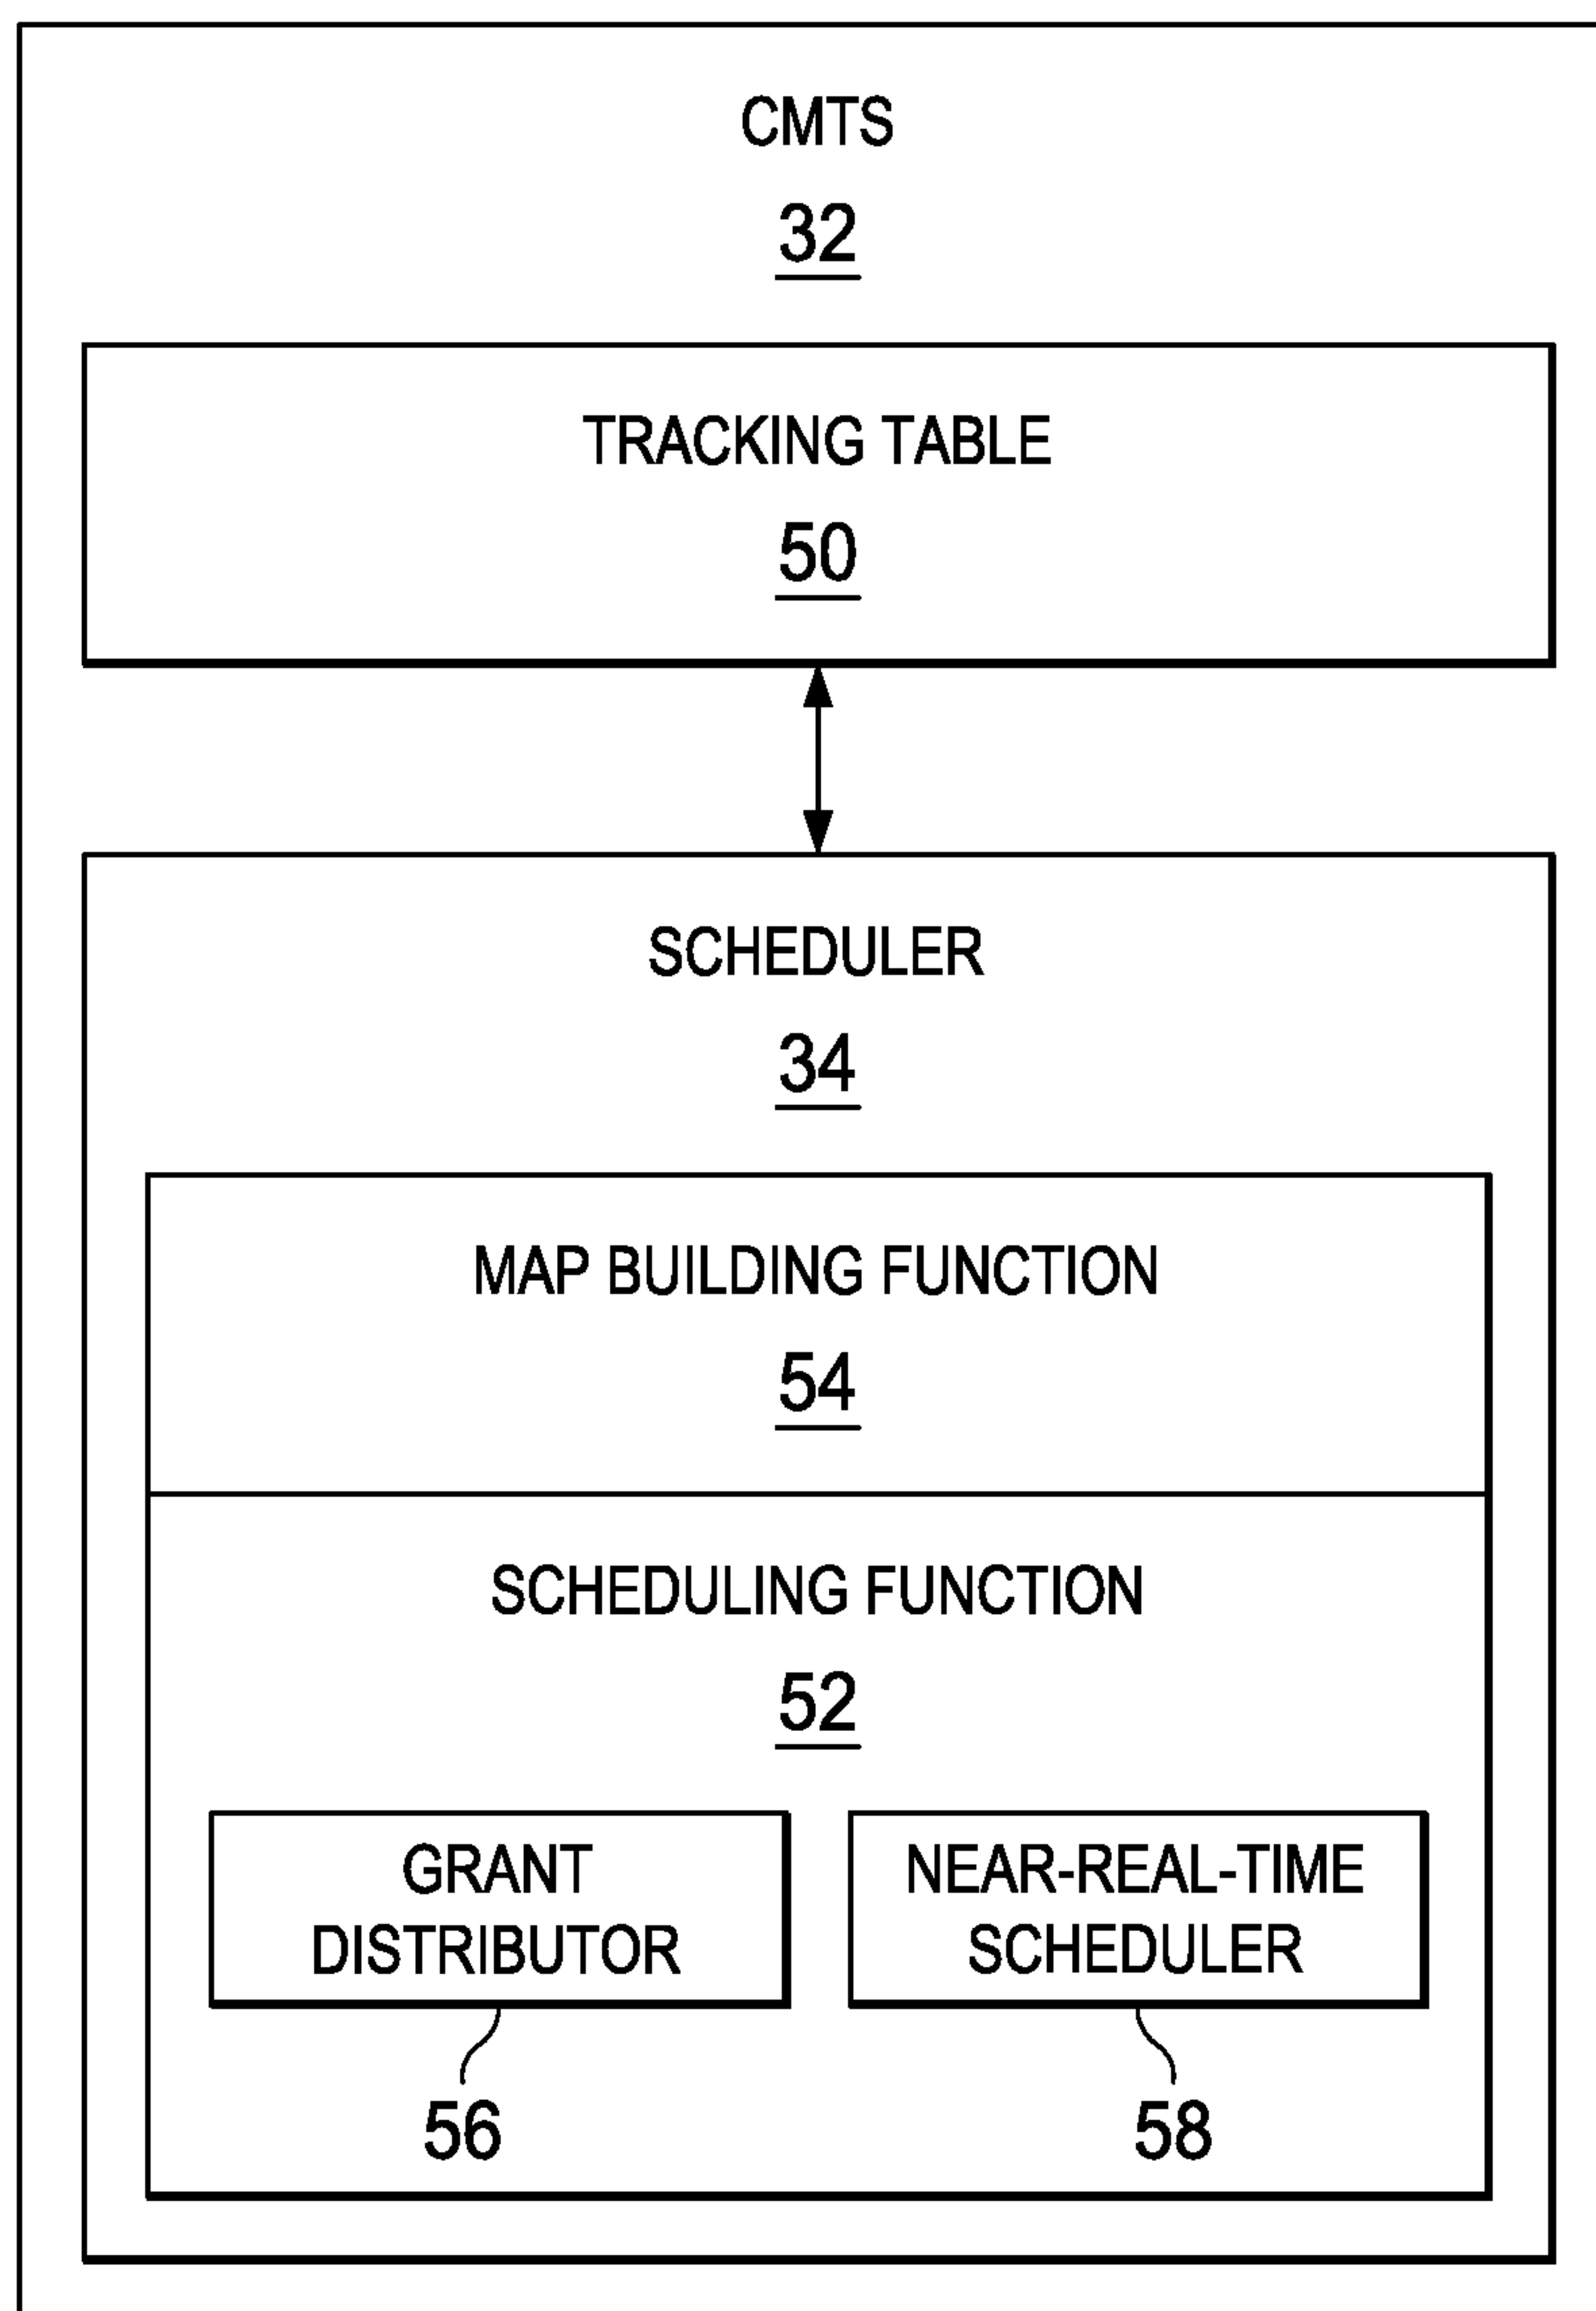 CMTS
32
TRACKING TABLE
50
SCHEDULER
34
MAP BUILDING FUNCTION
54
SCHEDULING FUNCTION
52
GRANT
DISTRIBUTOR
56
NEAR-REAL-TIME
SCHEDULER
58